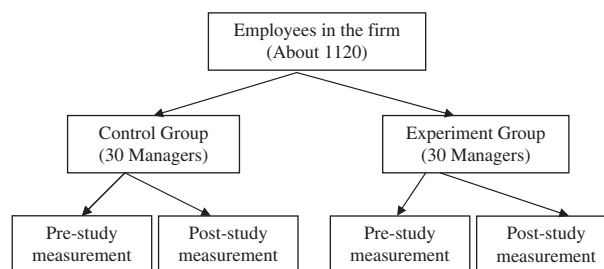 Employees in the firm
(About 1120)
Control Group
(30 Managers)
Experiment Group
(30 Managers)
Pre-study
measurement
Post-study
measurement
Pre-study
measurement
Post-study
measurement